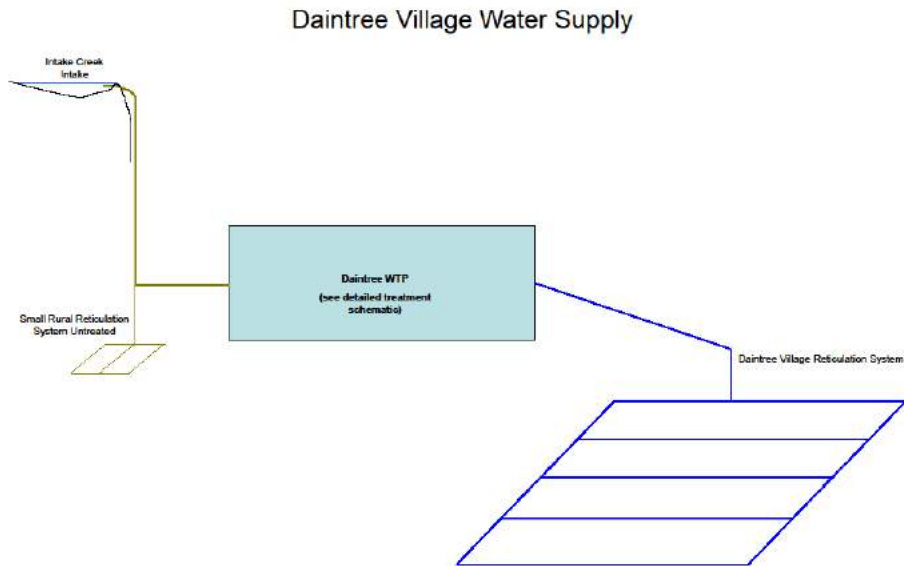 Daintree Village Water Supply
Intake Creek
Intake
Daintree WTP
(see detailed treatment
schematic)
Small Rural Reticulation
System Untreated
Daintree Village Reticulation System